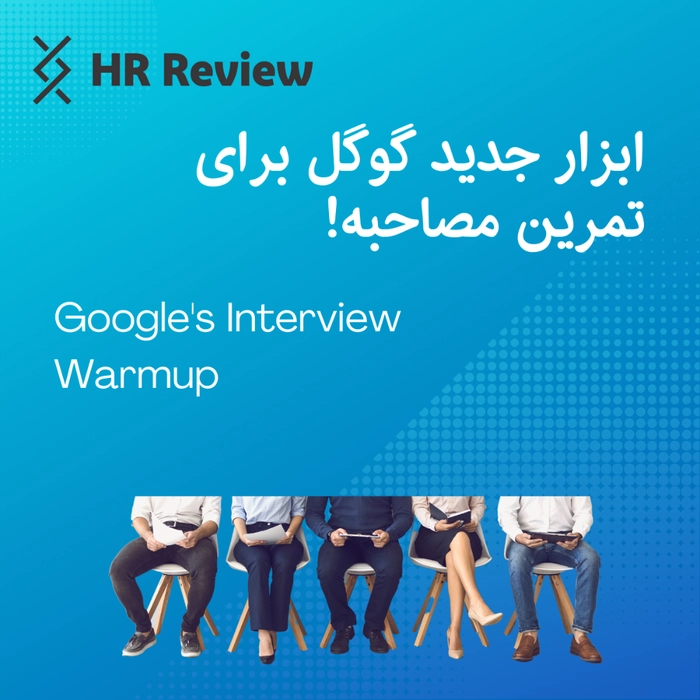 HR Review
ابزار جدید گوگل برای
تمرین مصاحبه!
Google's Interview
Warmup